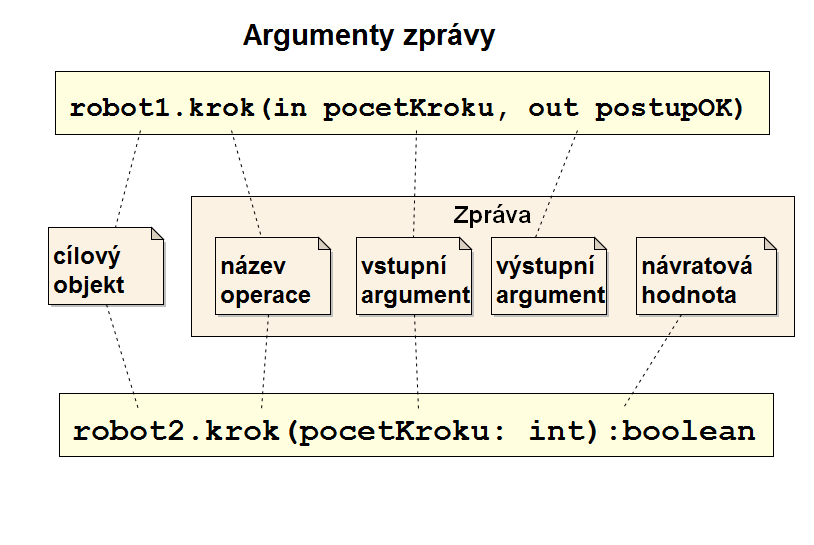 Argumenty zprávy
robot1.krok(in pocetKroku, out postupOK)
Zpráva
cílový
objekt
název
operace
vstupní
argument
výstupní
argument
návratová
hodnota
robot2.krok(pocetKroku: int):boolean